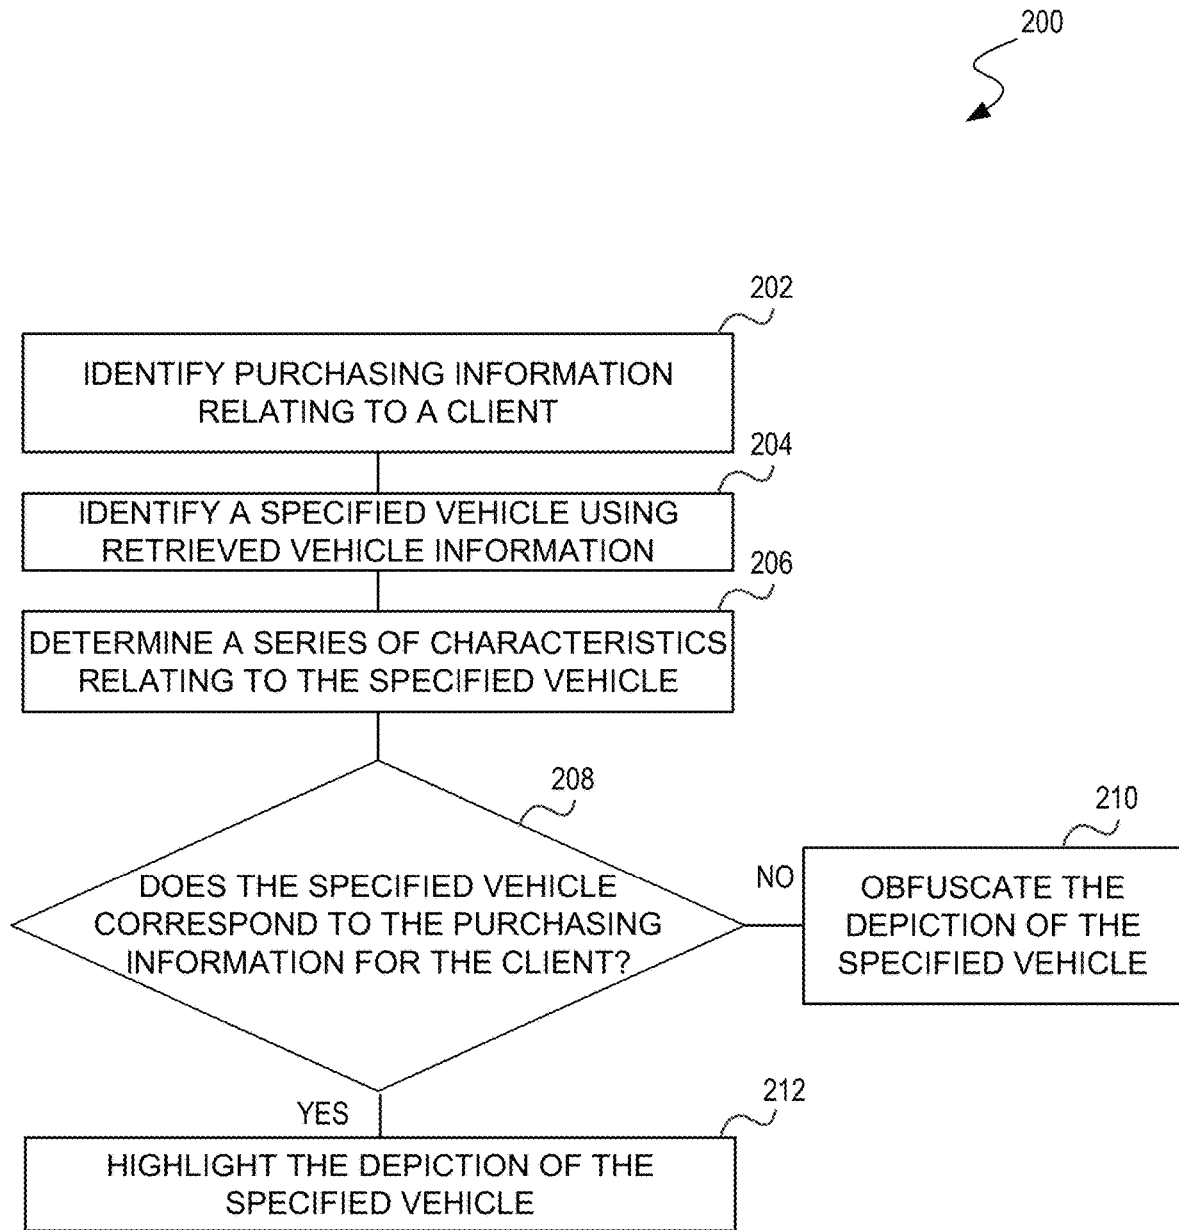 200
202
IDENTIFY PURCHASING INFORMATION
RELATING TO A CLIENT
204
IDENTIFY A SPECIFIED VEHICLE USING
RETRIEVED VEHICLE INFORMATION
206
DETERMINE A SERIES OF CHARACTERISTICS
RELATING TO THE SPECIFIED VEHICLE
208
DOES THE SPECIFIED VEHICLE
CORRESPOND TO THE PURCHASING
INFORMATION FOR THE CLIENT?
NO
210
OBFUSCATE THE
DEPICTION OF THE
SPECIFIED VEHICLE
YES
212
HIGHLIGHT THE DEPICTION OF THE
SPECIFIED VEHICLE